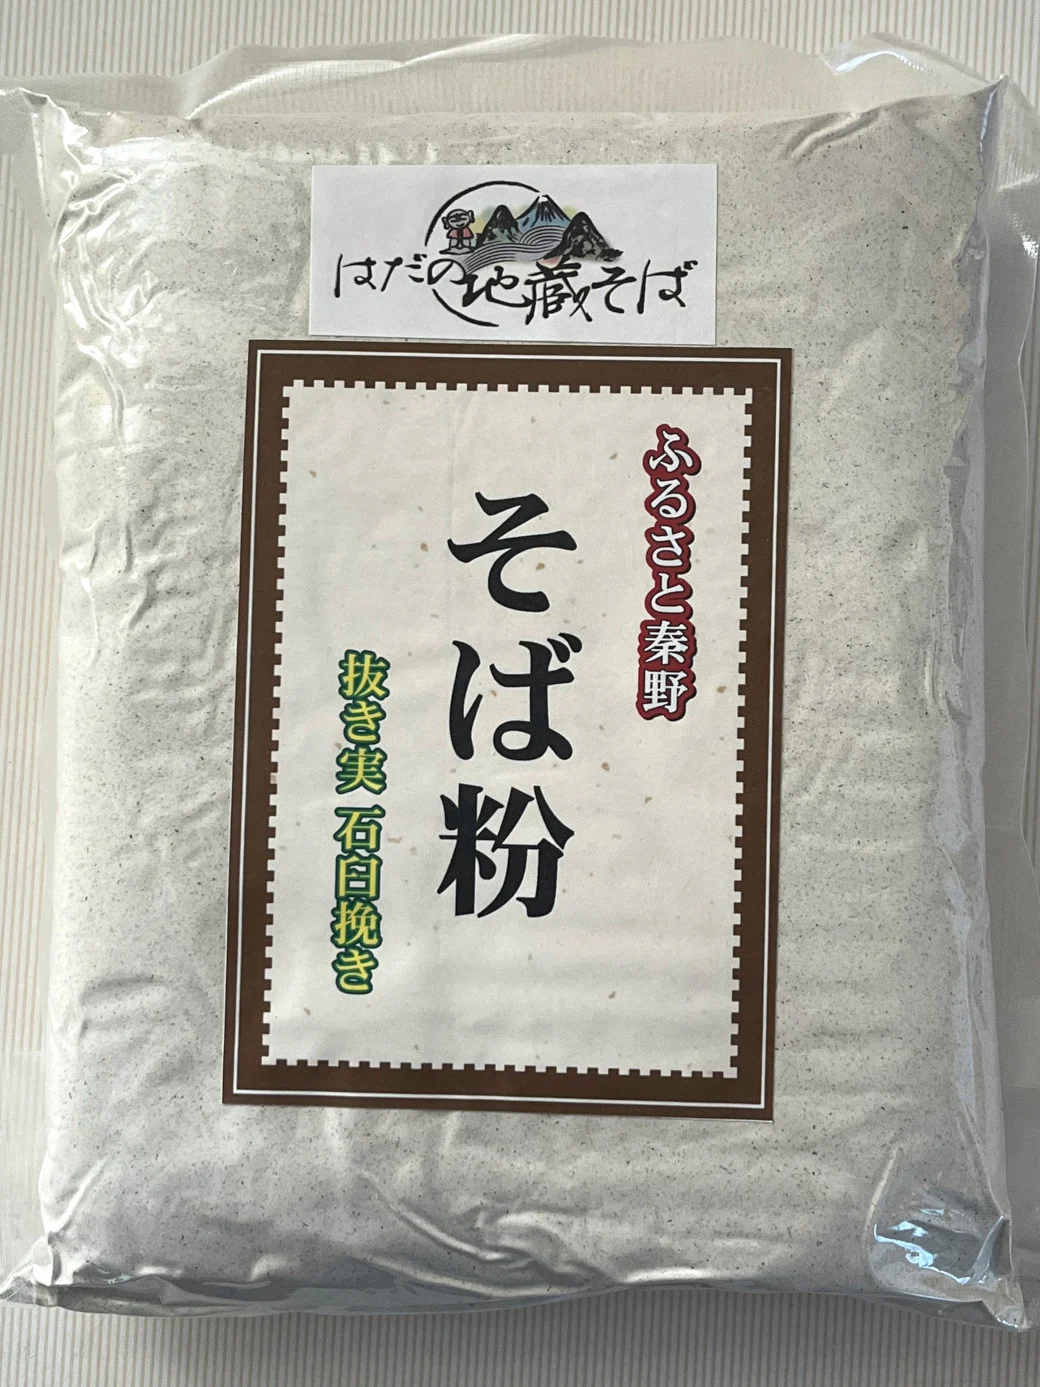 はだの地蔵そば
ふるさと秦野
そば粉
抜き実 石臼挽き